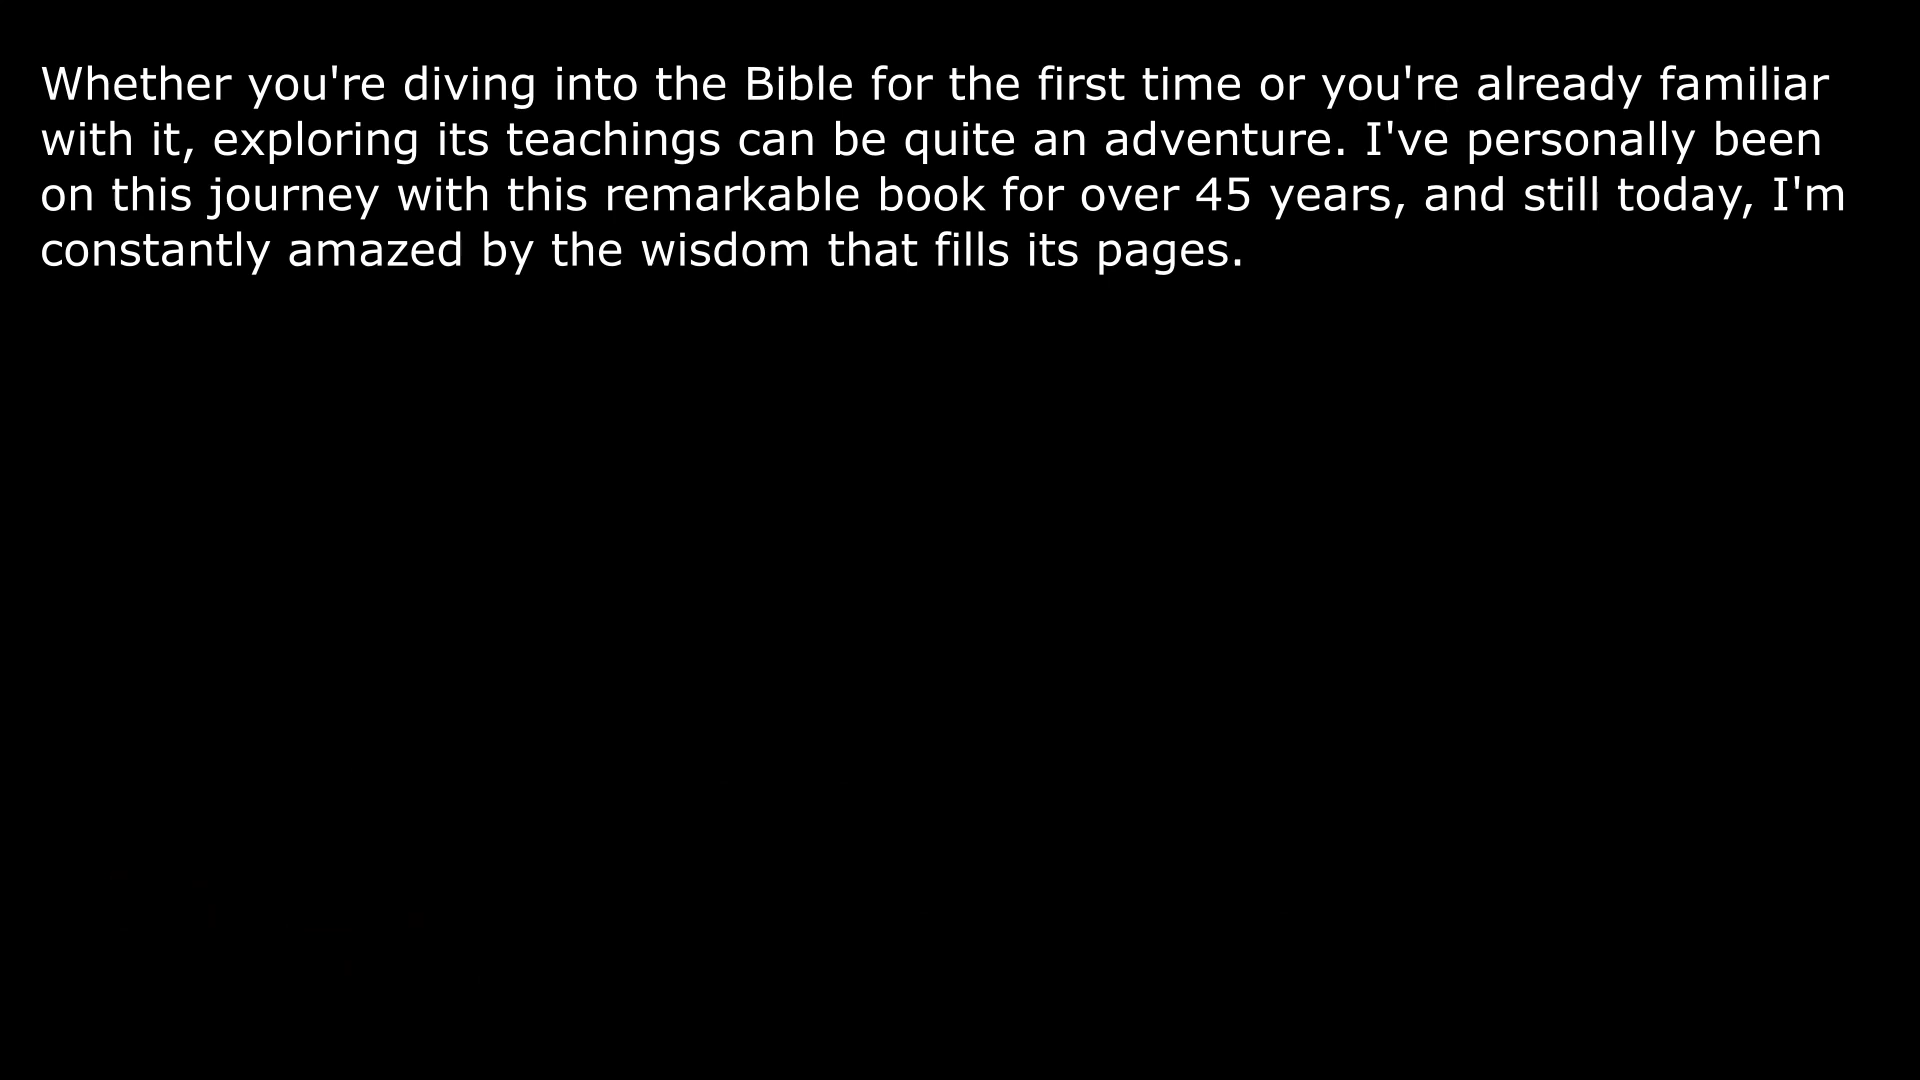 Whether you're diving into the Bible for the first time or you're already familiar
with it, exploring its teachings can be quite an adventure. I've personally been
on this journey with this remarkable book for over 45 years, and still today, I'm
constantly amazed by the wisdom that fills its pages.